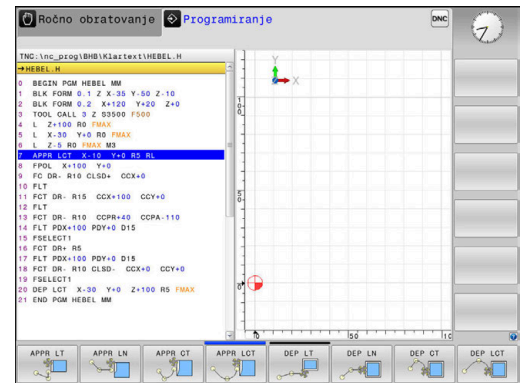 Ročno obratovanje
Programiranje
DNC
TNC:\nc_prog\BHB\Klartext\HEBEL.H
→HEBEL.H
0 BEGIN PGM HEBEL MM
1 BLK FORM 0.1 Z X-35 Y-50 Z-10
2 BLK FORM 0.2 X+120 Y+20 Z+0
3 TOOL CALL 3 Z S3500 F500
4 L Z+100 R0 FMAX
5 L X-30 Y+0 R0 FMAX
6 L Z-5 R0 FMAX M3
7 APPR LCT X-10 Y+0 R5 RL
8 FPOL X+100 Y+0
9 FC DR- R10 CLSD+ CCX+0
10 FLT
11 FCT DR- R15 CCX+100 CCY+0
12 FLT
13 FCT DR- R10 CCPR+40 CCPA-110
14 FLT PDX+100 PDY+0 D15
15 FSELECT1
16 FCT DR+ R5
17 FLT PDX+100 PDY+0 D15
18 FCT DR- R10 CLSD- CCX+0 CCY+0
19 FSELECT1
20 DEP LCT X-30 Y+0 Z+100 R5 FMAX
21 END PGM HEBEL MM
Y
X
100
50
0
0
50
APPR LT
APPR LN
APPR CT
APPR LCT
DEP LT
DEP LN
DEP CT
DEP LCT